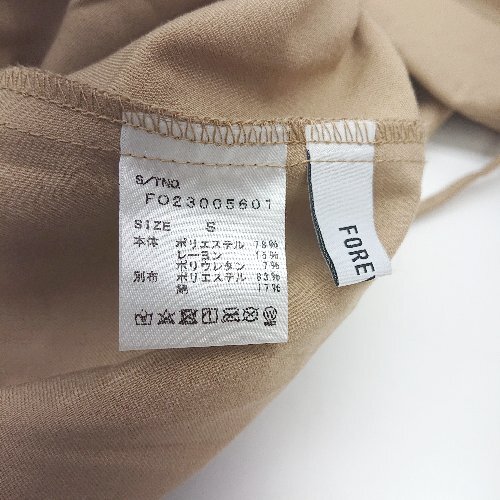 S/TNO.
FO23005601
SIZE S
本体 ポリエステル 78%
レーヨン 15%
ポリウレタン 7%
別布 ポリエステル 83%
綿 17%
FORE